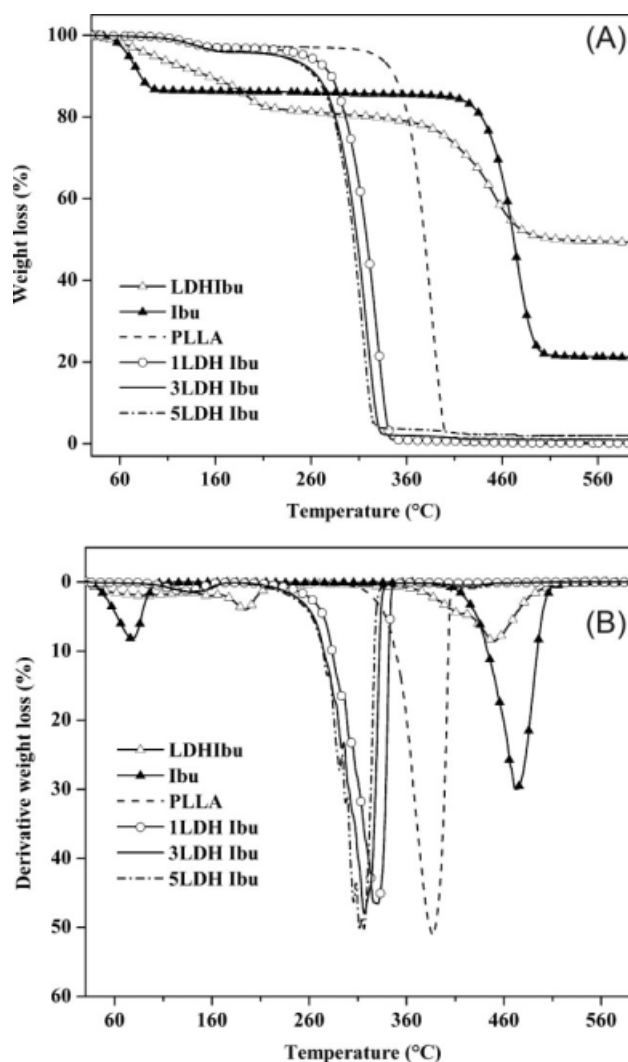 (A)
100
80
60
40
20
0
Weight loss (%)
LDHIbu
Ibu
PLLA
1LDH Ibu
3LDH Ibu
5LDH Ibu
60 160 260 360 460 560
Temperature (°C)
(B)
0
10
20
30
40
50
60
Derivative weight loss (%)
LDHIbu
Ibu
PLLA
1LDH Ibu
3LDH Ibu
5LDH Ibu
60 160 260 360 460 560
Temperature (°C)